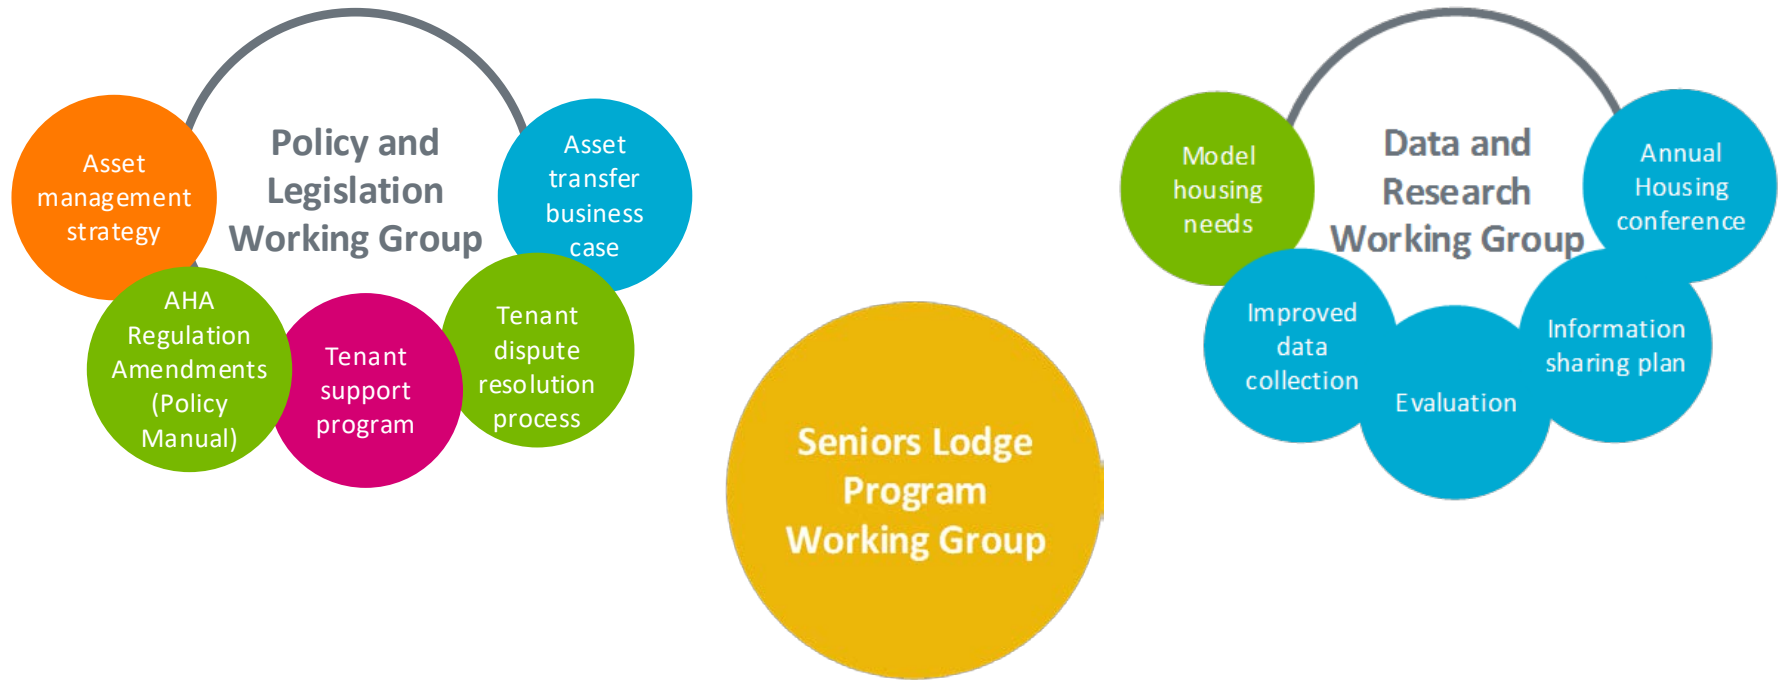 Policy and
Legislation
Working Group
Asset
management
strategy
AHA
Regulation
Amendments
(Policy
Manual)
Tenant
support
program
Tenant
dispute
resolution
process
Asset
transfer
business
case
Seniors Lodge
Program
Working Group
Data and
Research
Working Group
Model
housing
needs
Improved
data
collection
Evaluation
Information
sharing plan
Annual
Housing
conference